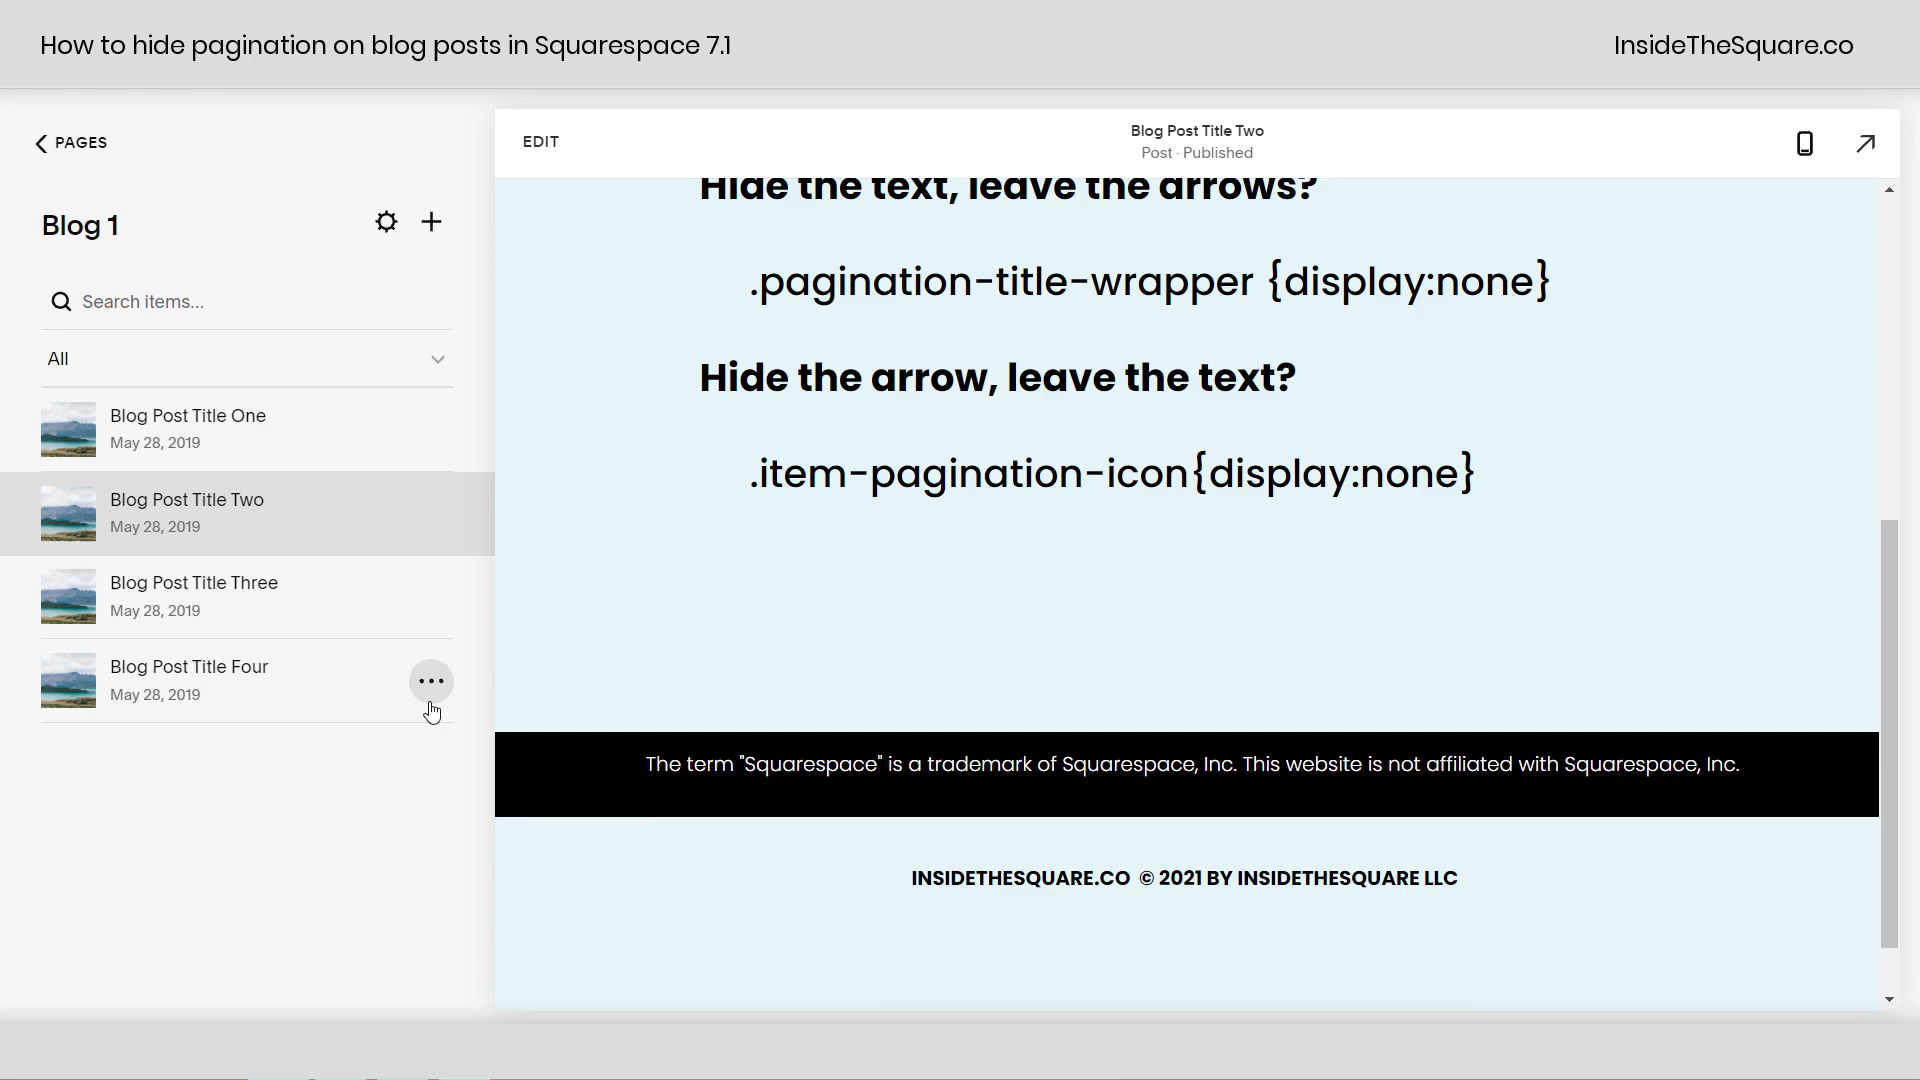 How to hide pagination on blog posts in Squarespace 7.1
InsideTheSquare.co
PAGES
Blog 1
Search items...
All
Blog Post Title One
May 28, 2019
Blog Post Title Two
May 28, 2019
Blog Post Title Three
May 28, 2019
Blog Post Title Four
May 28, 2019
EDIT
Blog Post Title Two
Post · Published
Hide the text, leave the arrows?
.pagination-title-wrapper {display:none}
Hide the arrow, leave the text?
.item-pagination-icon{display:none}
The term "Squarespace" is a trademark of Squarespace, Inc. This website is not affiliated with Squarespace, Inc.
INSIDETHESQUARE.CO © 2021 BY INSIDETHESQUARE LLC